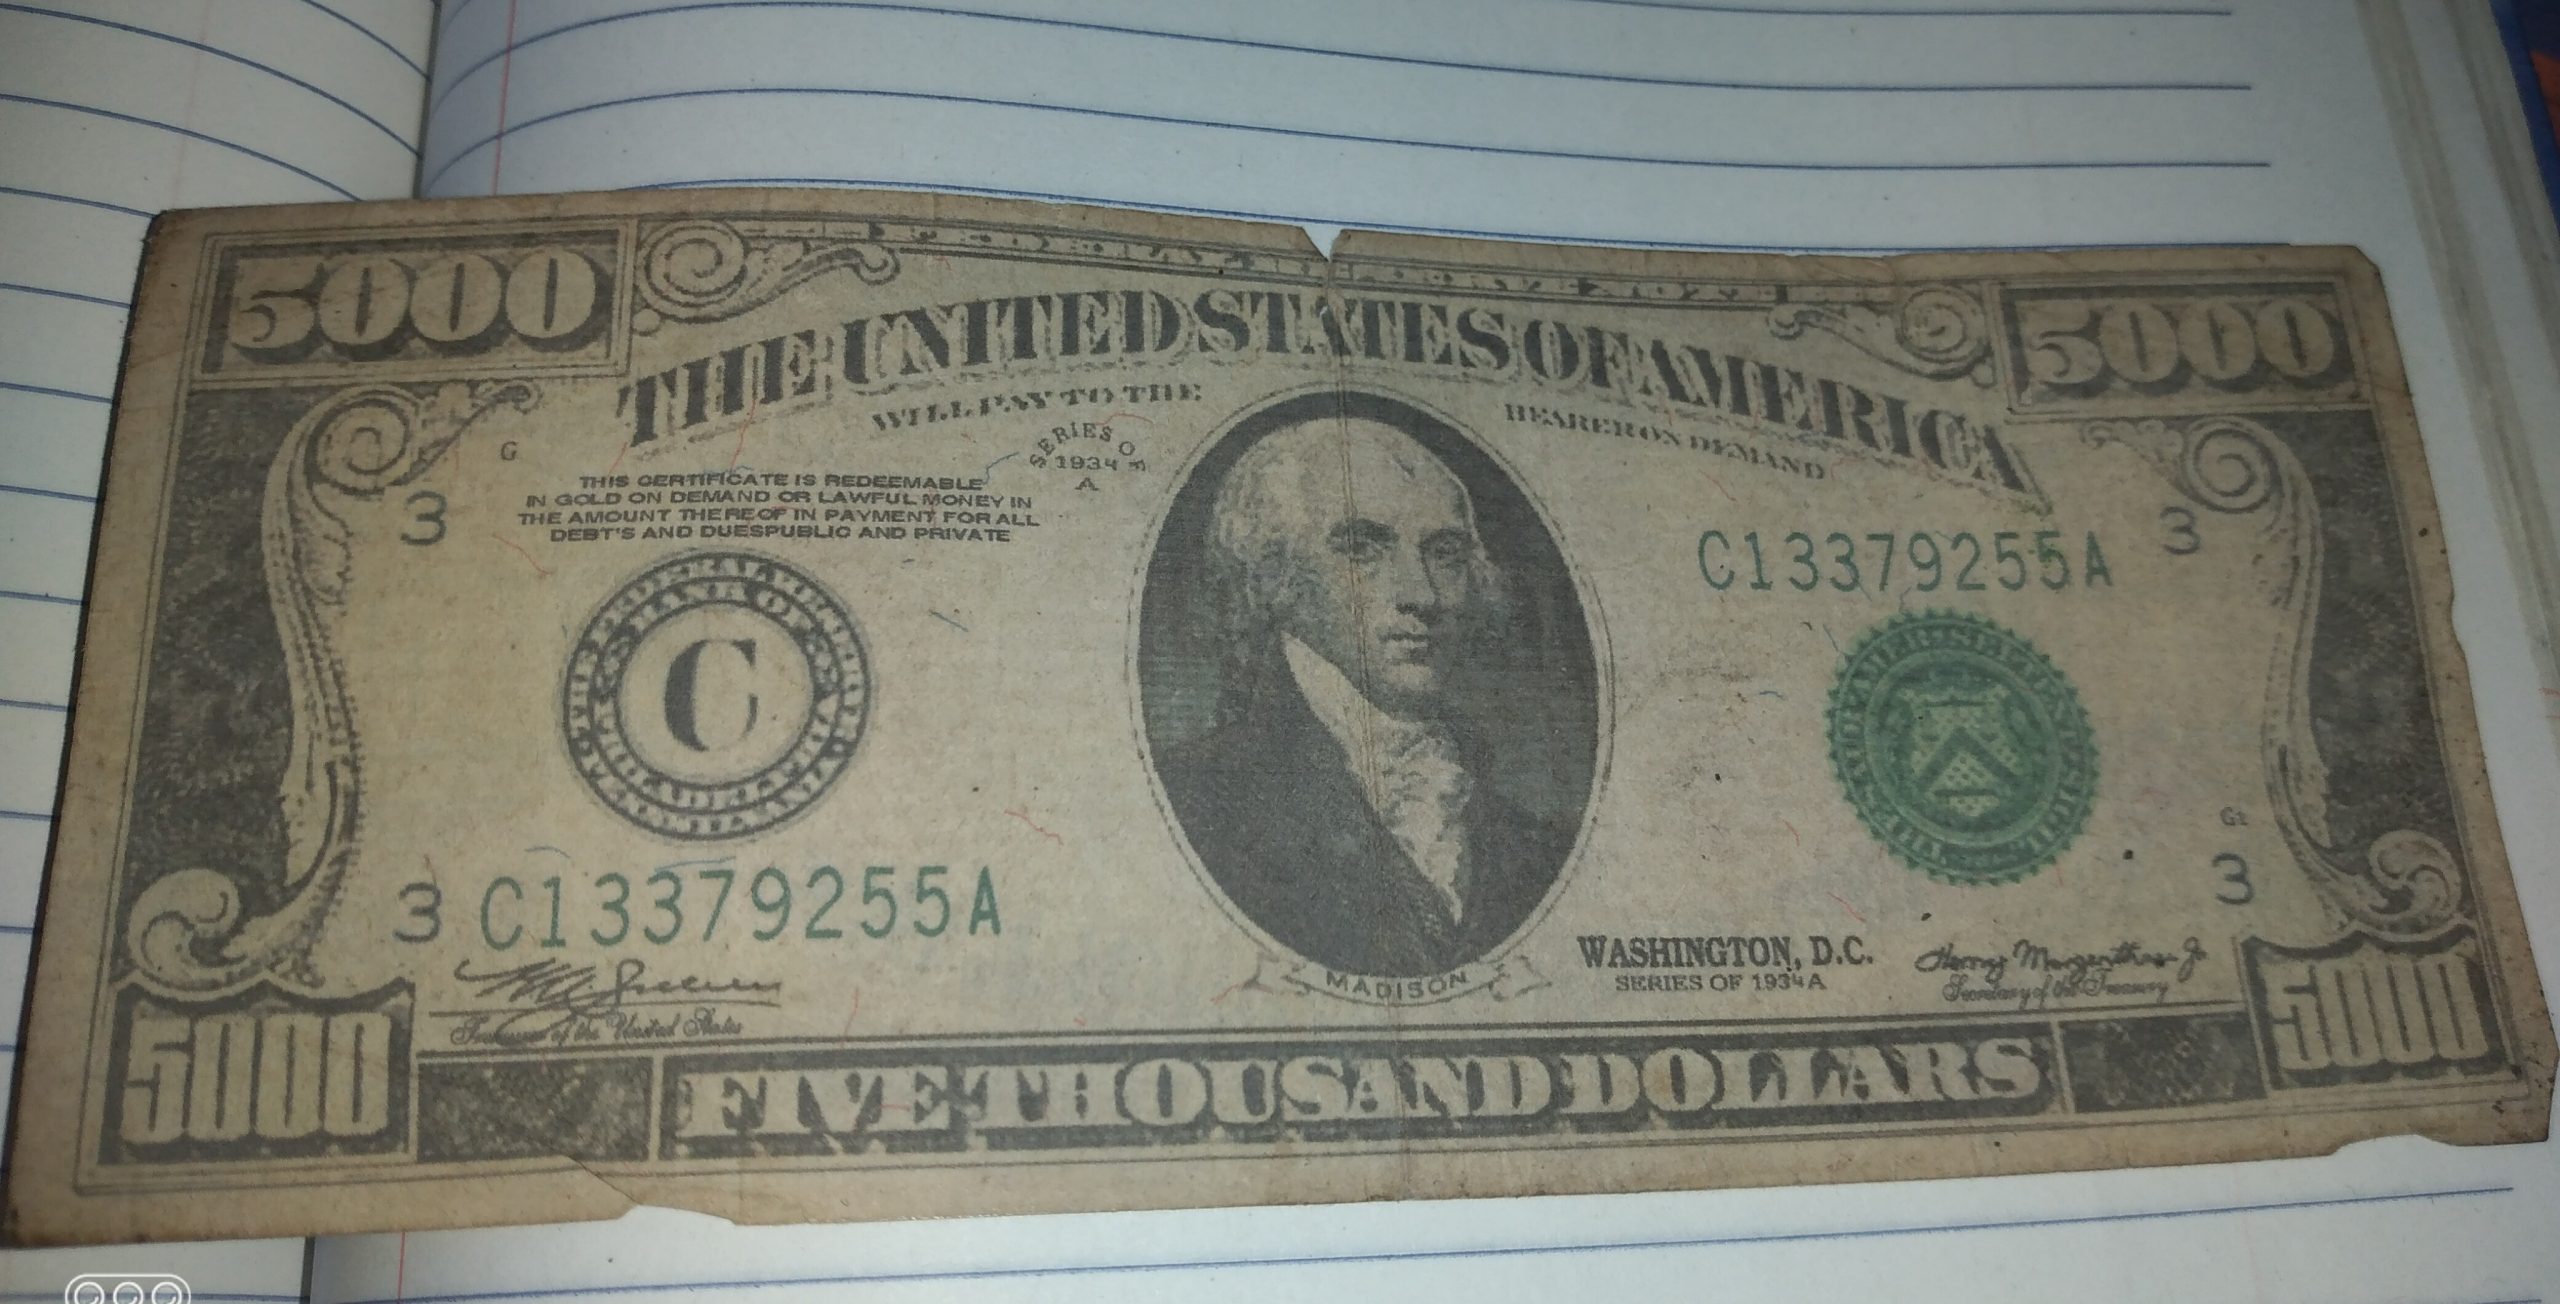 5000
5000
THE UNITED STATES OF AMERICA
WILL PAY TO THE
BEARER ON DEMAND
SERIES OF
1934
A
G
THIS CERTIFICATE IS REDEEMABLE
IN GOLD ON DEMAND OR LAWFUL MONEY IN
THE AMOUNT THEREOF IN PAYMENT FOR ALL
DEBT'S AND DUESPUBLIC AND PRIVATE
3
C13379255A
3
C
3
C13379255A
3
Treasurer of the United States
MADISON
WASHINGTON, D.C.
SERIES OF 1934A
Henry Morgenthau Jr
Secretary of the Treasury
5000
FIVE THOUSAND DOLLARS
5000